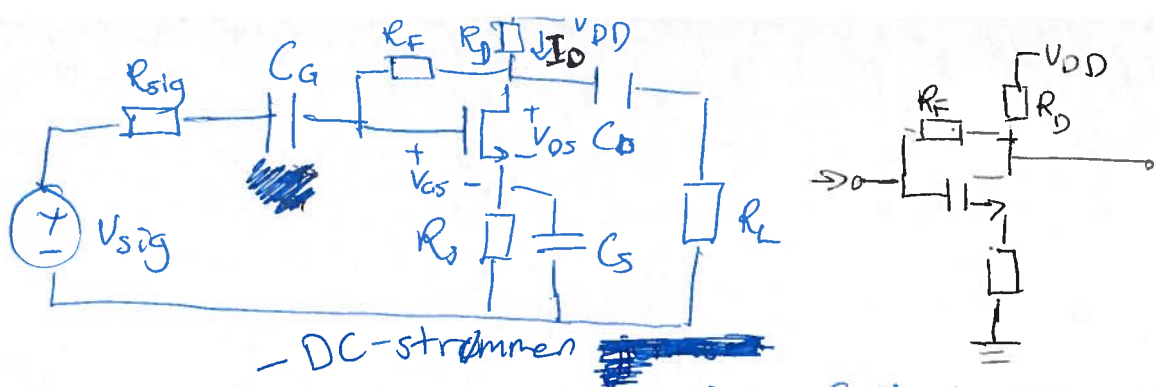 R_F R_D ↓I_D V_DD
R_sig C_G
V_DD
R_F R_D
+ V_DS - C_D
+ V_GS -
+ - V_sig R_S C_S R_L
- DC-strømmen